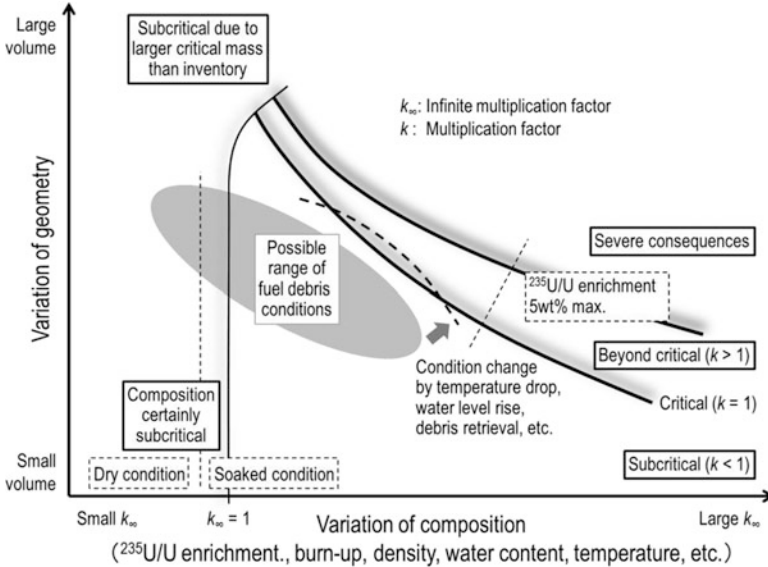 Large
volume
Subcritical due to
larger critical mass
than inventory
k∞: Infinite multiplication factor
k : Multiplication factor
Variation of geometry
Severe consequences
Possible
range of
fuel debris
conditions
²³⁵U/U enrichment
5wt% max.
Beyond critical (k > 1)
Condition change
by temperature drop,
water level rise,
debris retrieval, etc.
Critical (k = 1)
Composition
certainly
subcritical
Small
volume
Dry condition
Soaked condition
Subcritical (k < 1)
Small k∞
k∞ = 1
Variation of composition
Large k∞
(²³⁵U/U enrichment., burn-up, density, water content, temperature, etc.)